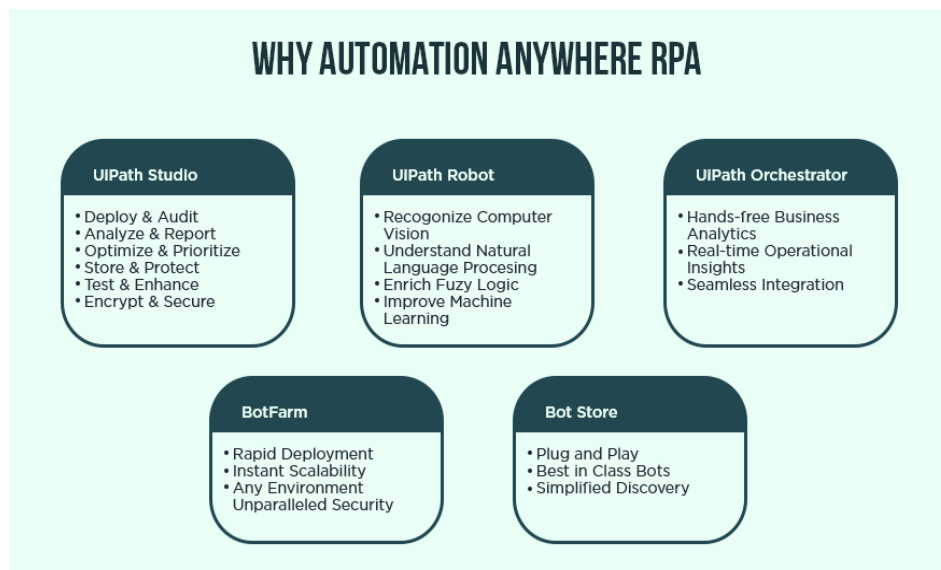 WHY AUTOMATION ANYWHERE RPA
UIPath Studio
• Deploy & Audit
• Analyze & Report
• Optimize & Prioritize
• Store & Protect
• Test & Enhance
• Encrypt & Secure
UIPath Robot
• Recogonize Computer
Vision
• Understand Natural
Language Procesing
• Enrich Fuzy Logic
• Improve Machine
Learning
UIPath Orchestrator
• Hands-free Business
Analytics
• Real-time Operational
Insights
• Seamless Integration
BotFarm
• Rapid Deployment
• Instant Scalability
• Any Environment
Unparalleled Security
Bot Store
• Plug and Play
• Best in Class Bots
• Simplified Discovery